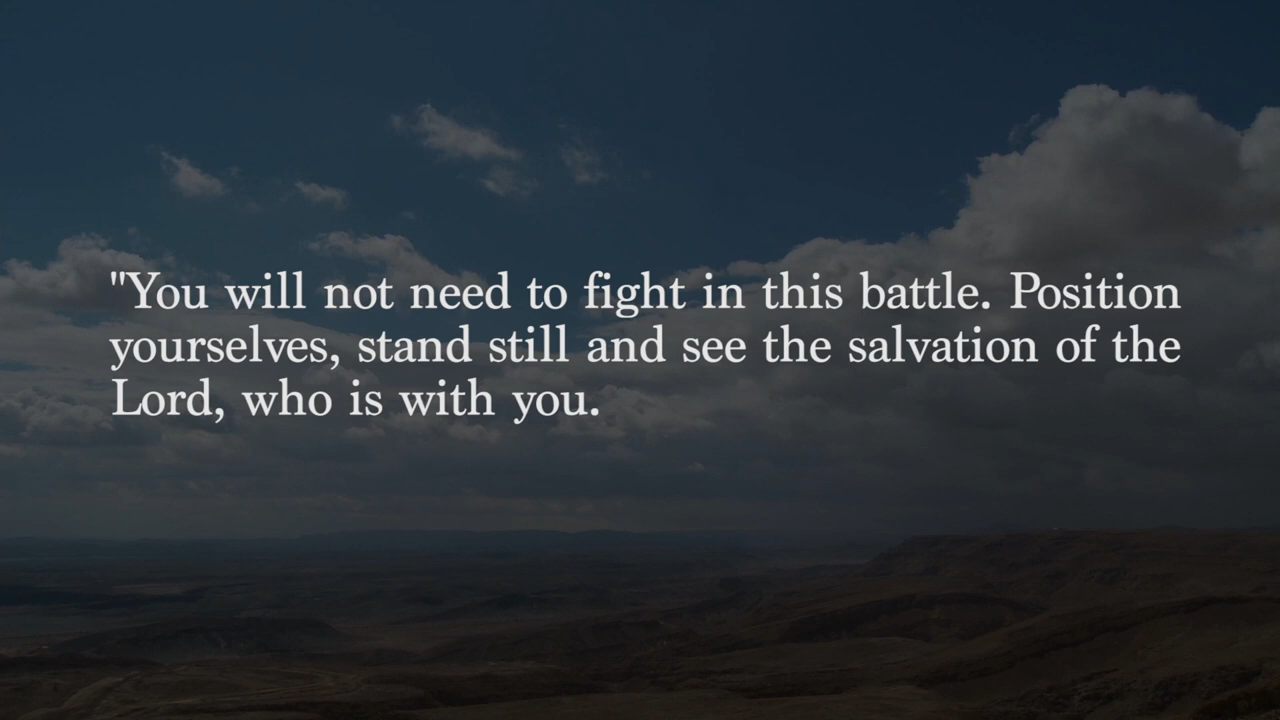 "You will not need to fight in this battle. Position
yourselves, stand still and see the salvation of the
Lord, who is with you.